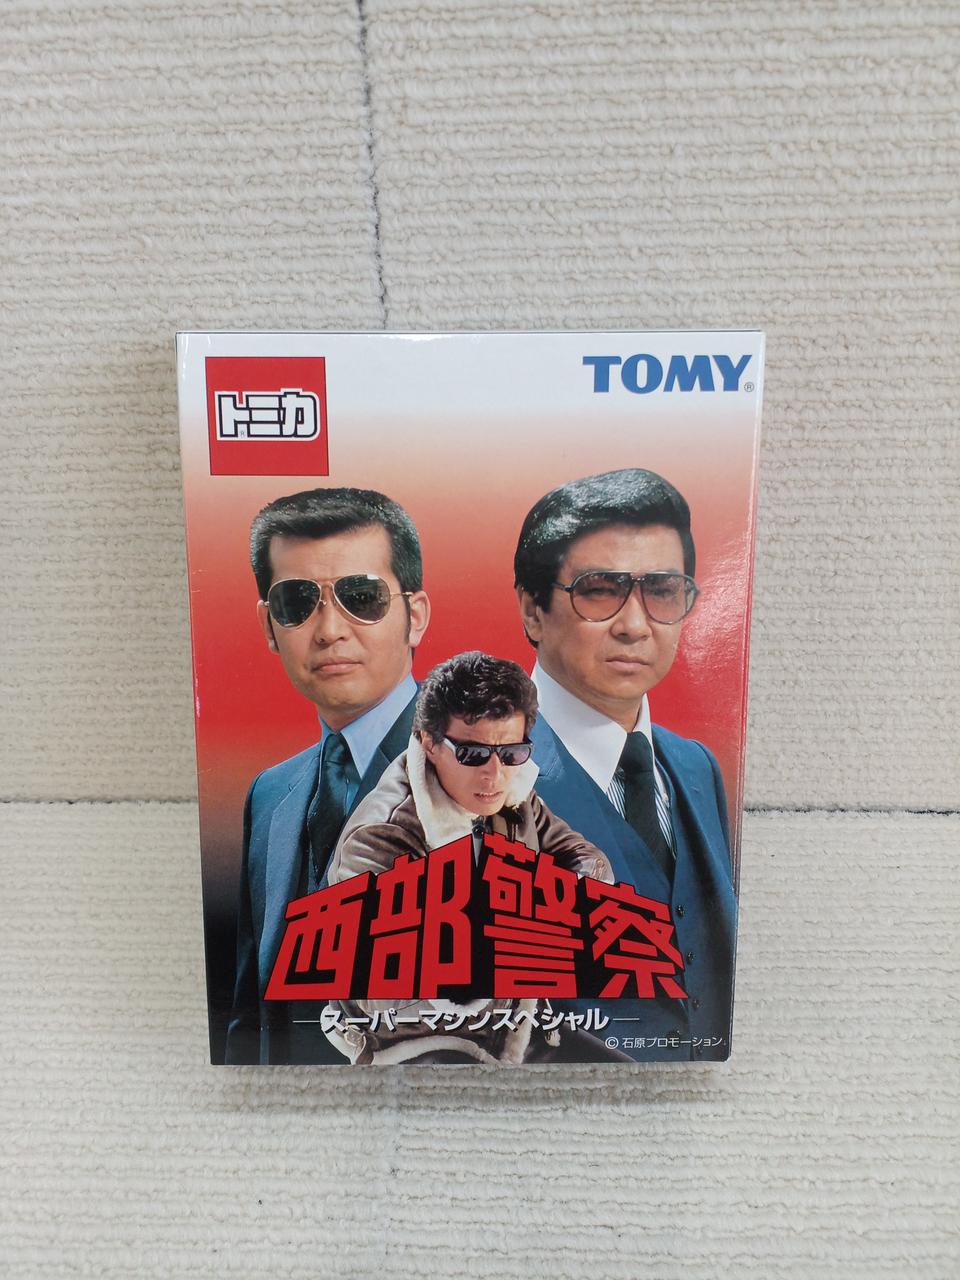 トミカ
®
TOMY®
西部警察
スーパーマシンスペシャル
© 石原プロモーション